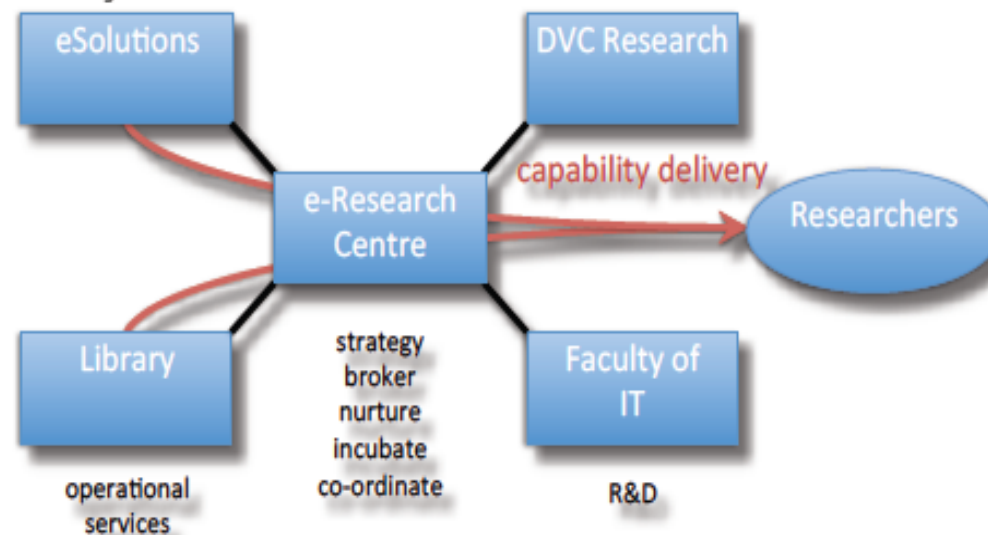 eSolutions
DVC Research
capability delivery
e-Research
Centre
Researchers
Library
strategy
broker
nurture
incubate
co-ordinate
Faculty of
IT
operational
services
R&D